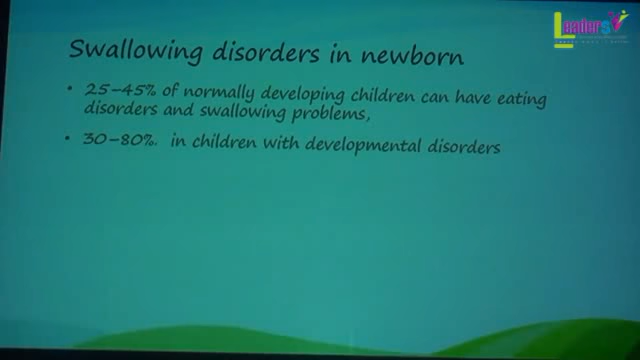 Leaders
Swallowing disorders in newborn
• 25–45% of normally developing children can have eating
disorders and swallowing problems,
• 30–80%. in children with developmental disorders